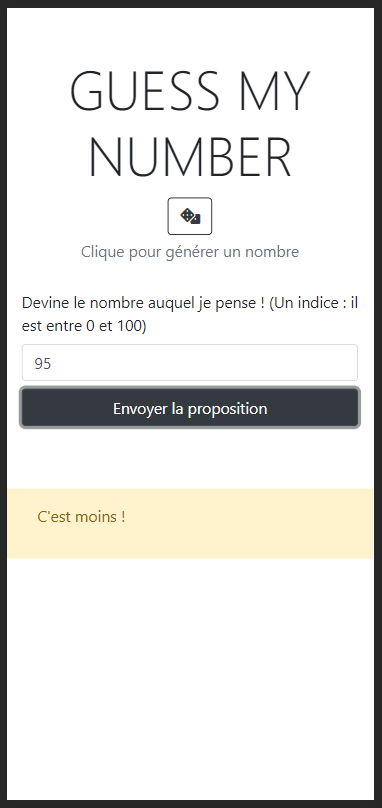 GUESS MY
NUMBER
Clique pour générer un nombre
Devine le nombre auquel je pense ! (Un indice : il
est entre 0 et 100)
95
Envoyer la proposition
C'est moins !